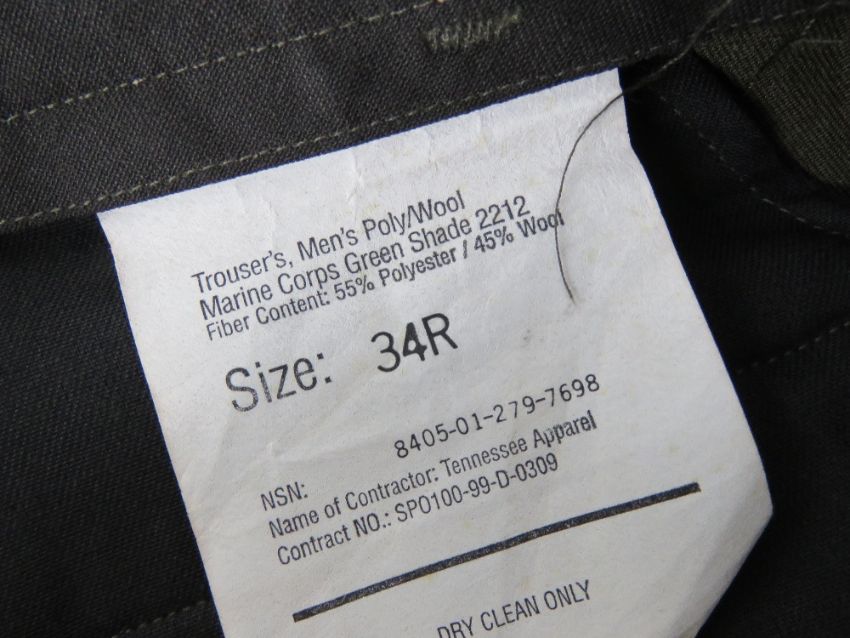 Trouser's, Men's Poly/Wool
Marine Corps Green Shade 2212
Fiber Content: 55% Polyester / 45% Wool
Size: 34R
8405-01-279-7698
NSN:
Name of Contractor: Tennessee Apparel
Contract NO.: SPO100-99-D-0309
DRY CLEAN ONLY